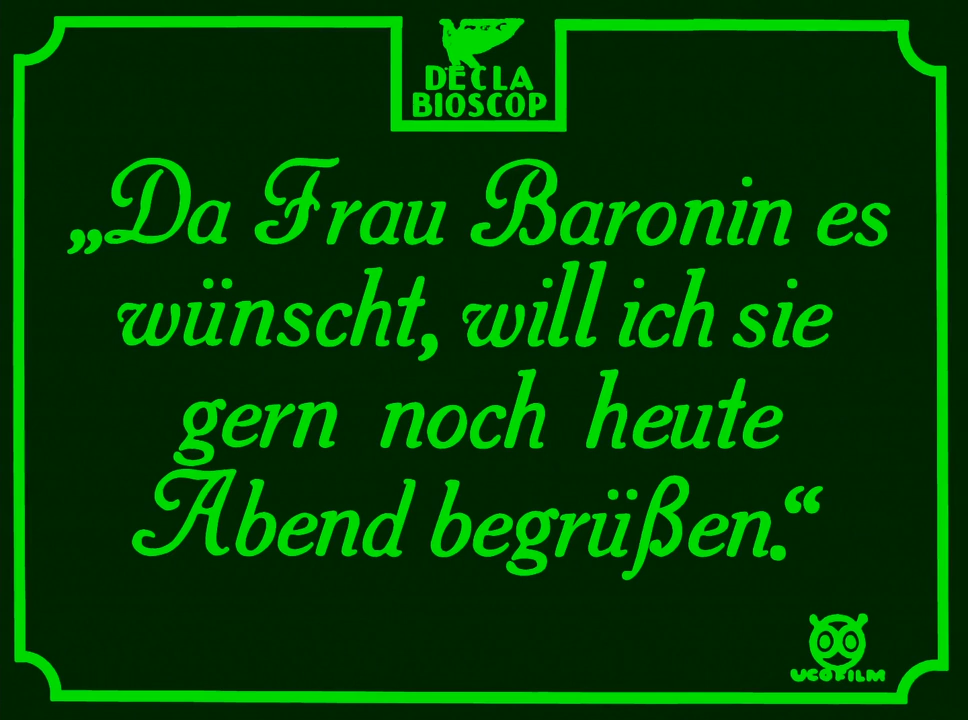 DECLA
BIOSCOP
„Da Frau Baronin es
wünscht, will ich sie
gern noch heute
Abend begrüßen.“
UCOFILM